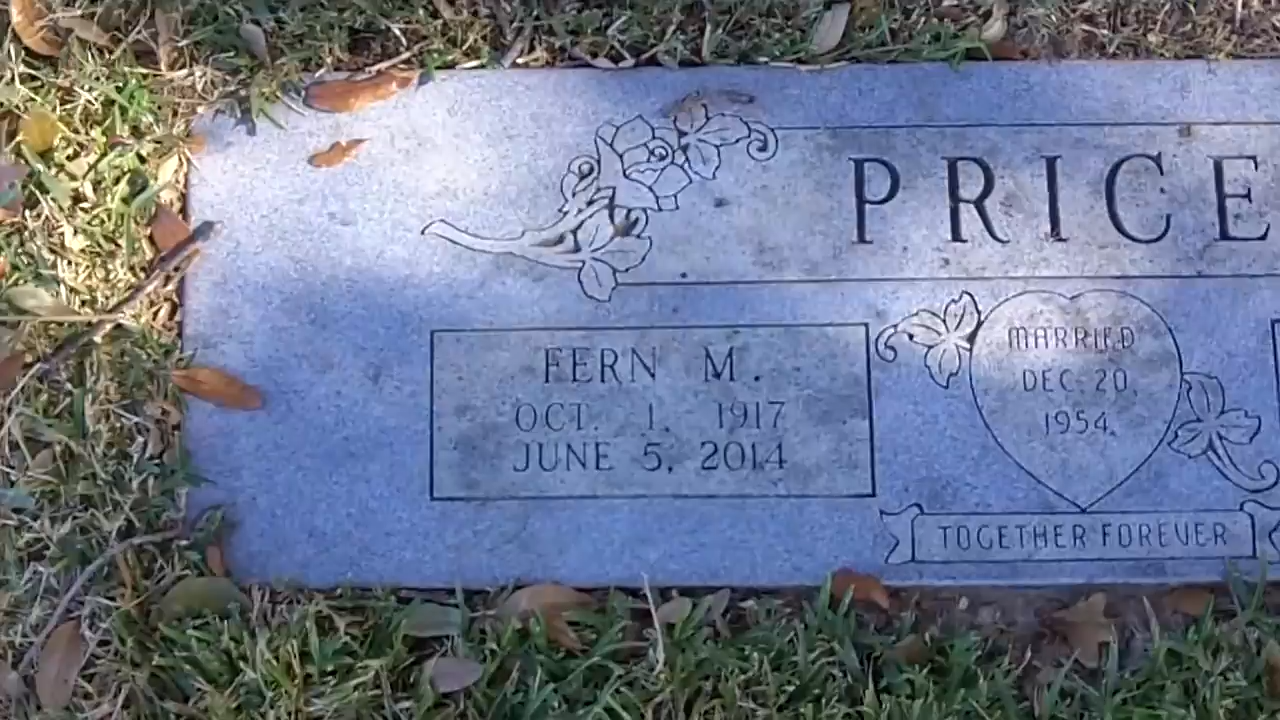 PRICE
FERN M.
OCT. 1, 1917
JUNE 5, 2014
MARRIED
DEC. 20,
1954
TOGETHER FOREVER